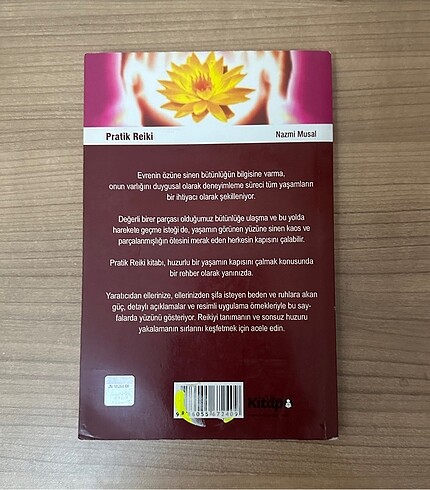 Pratik Reiki
Nazmi Musal
Evrenin özüne sinen bütünlüğün bilgisine varma,
onun varlığını duygusal olarak deneyimleme süreci tüm yaşamların
bir ihtiyacı olarak şekilleniyor.
Değerli birer parçası olduğumuz bütünlüğe ulaşma ve bu yolda
harekete geçme isteği de, yaşamın görünen yüzüne sinen kaos ve
parçalanmışlığın ötesini merak eden herkesin kapısını çalabilir.
Pratik Reiki kitabı, huzurlu bir yaşamın kapısını çalmak konusunda
bir rehber olarak yanınızda.
Yaratıcıdan ellerinize, ellerinizden şifa isteyen beden ve ruhlara akan
güç, detaylı açıklamalar ve resimli uygulama örnekleriyle bu say-
falarda yüzünü gösteriyor. Reikiyi tanımanın ve sonsuz huzuru
yakalamanın sırlarını keşfetmek için acele edin.
Kitap